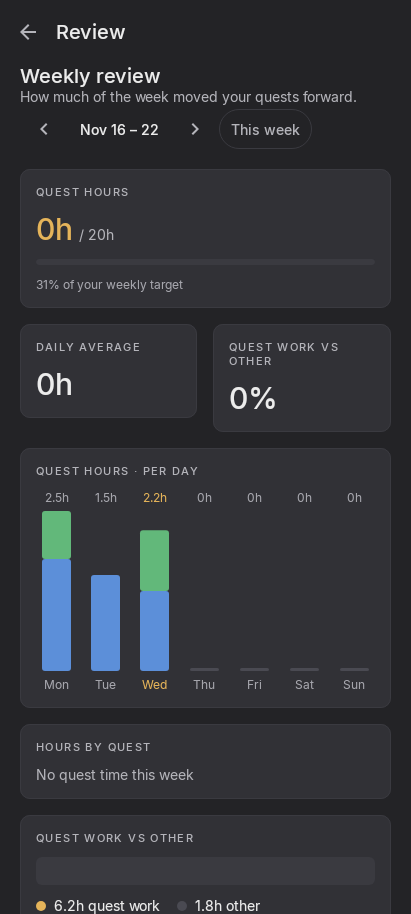 Review
Weekly review
How much of the week moved your quests forward.
Nov 16 – 22
This week
QUEST HOURS
0h / 20h
31% of your weekly target
DAILY AVERAGE
0h
QUEST WORK VS
OTHER
0%
QUEST HOURS · PER DAY
2.5h 1.5h 2.2h 0h 0h 0h 0h
Mon Tue Wed Thu Fri Sat Sun
HOURS BY QUEST
No quest time this week
QUEST WORK VS OTHER
6.2h quest work 1.8h other